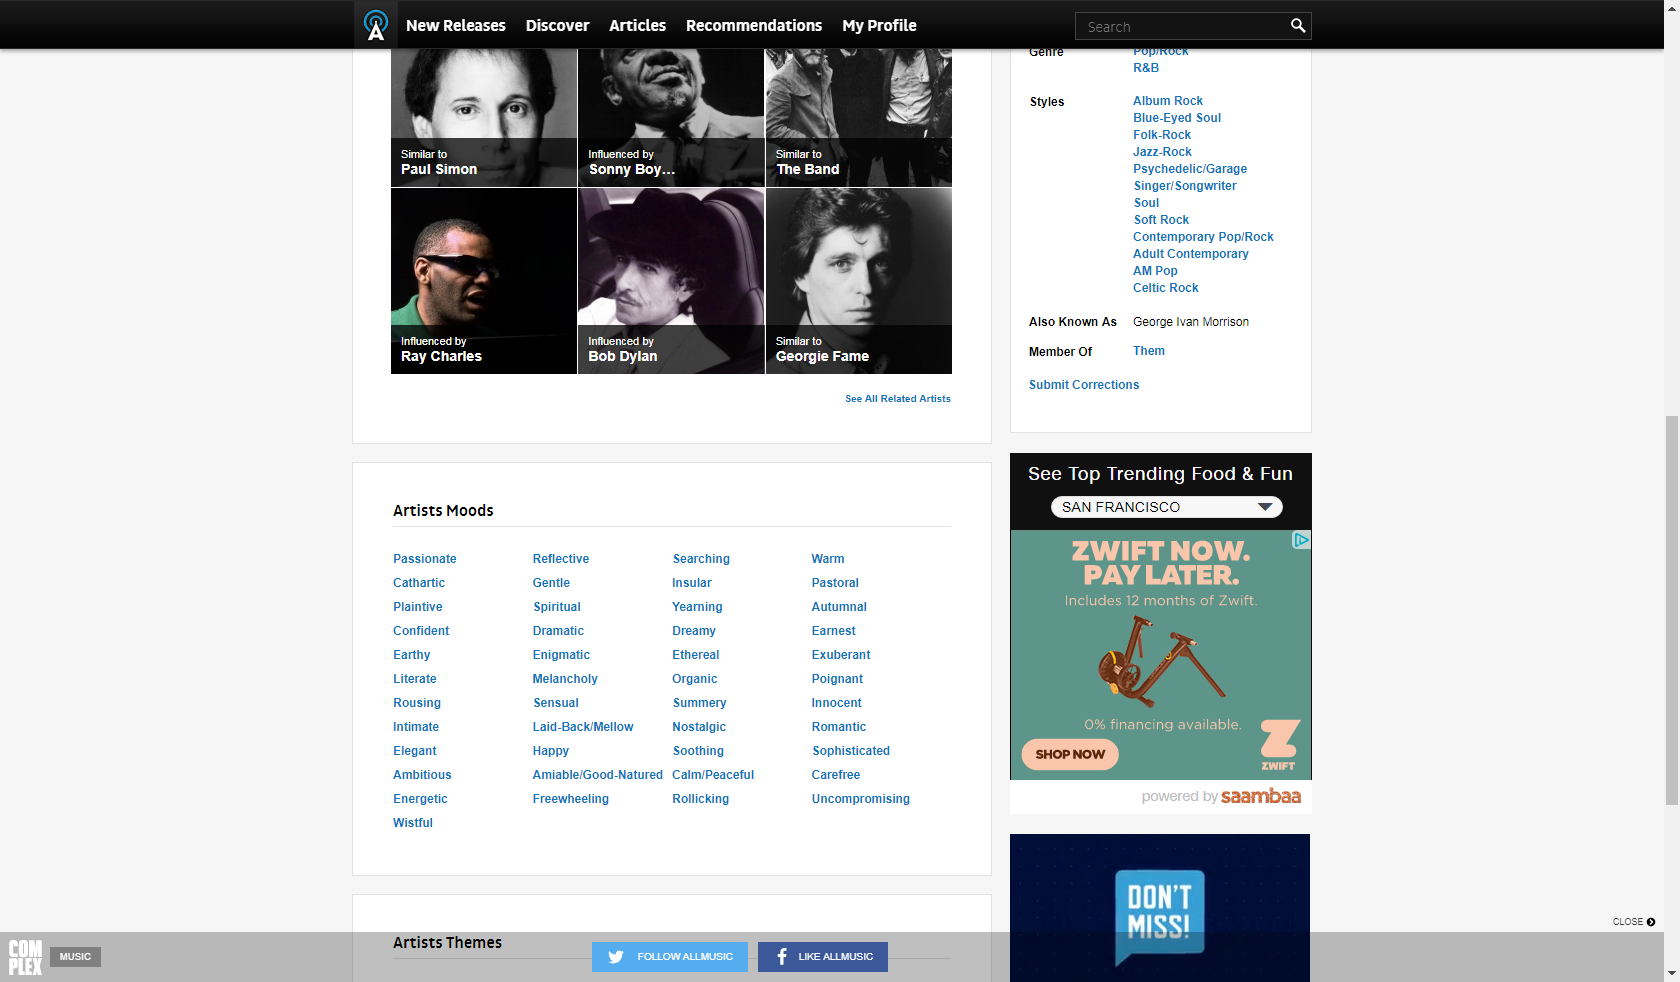 New Releases
Discover
Articles
Recommendations
My Profile
Search
Similar to
Paul Simon
Influenced by
Sonny Boy...
Similar to
The Band
Influenced by
Ray Charles
Influenced by
Bob Dylan
Similar to
Georgie Fame
See All Related Artists
Genre
Pop/Rock
R&B
Styles
Album Rock
Blue-Eyed Soul
Folk-Rock
Jazz-Rock
Psychedelic/Garage
Singer/Songwriter
Soul
Soft Rock
Contemporary Pop/Rock
Adult Contemporary
AM Pop
Celtic Rock
Also Known As
George Ivan Morrison
Member Of
Them
Submit Corrections
Artists Moods
Passionate
Reflective
Searching
Warm
Cathartic
Gentle
Insular
Pastoral
Plaintive
Spiritual
Yearning
Autumnal
Confident
Dramatic
Dreamy
Earnest
Earthy
Enigmatic
Ethereal
Exuberant
Literate
Melancholy
Organic
Poignant
Rousing
Sensual
Summery
Innocent
Intimate
Laid-Back/Mellow
Nostalgic
Romantic
Elegant
Happy
Soothing
Sophisticated
Ambitious
Amiable/Good-Natured
Calm/Peaceful
Carefree
Energetic
Freewheeling
Rollicking
Uncompromising
Wistful
See Top Trending Food & Fun
SAN FRANCISCO
ZWIFT NOW.
PAY LATER.
Includes 12 months of Zwift.
0% financing available.
SHOP NOW
ZWIFT
powered by saambaa
DON'T
MISS!
CLOSE
Artists Themes
COM
PLEX
MUSIC
FOLLOW ALLMUSIC
LIKE ALLMUSIC